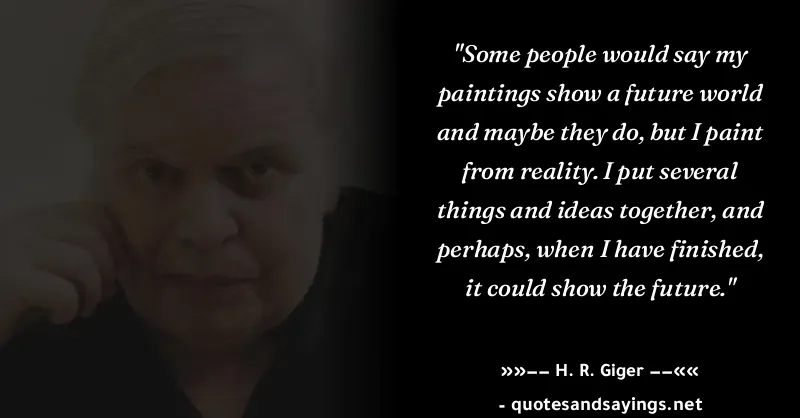 "Some people would say my
paintings show a future world
and maybe they do, but I paint
from reality. I put several
things and ideas together, and
perhaps, when I have finished,
it could show the future."
»»−− H. R. Giger −−««
- quotesandsayings.net